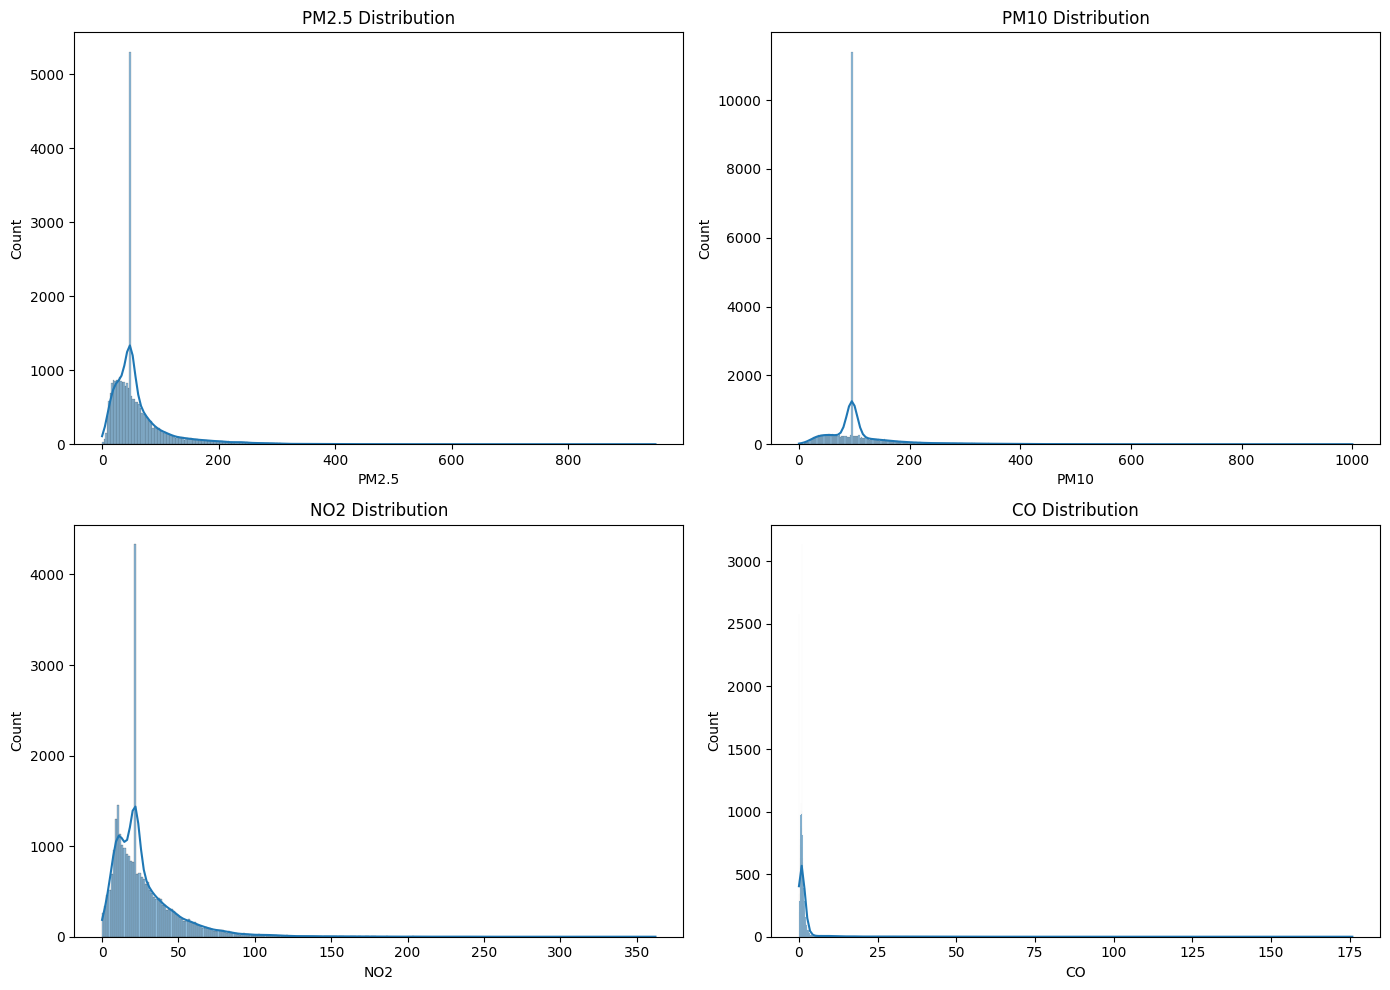 PM2.5 Distribution
Count
5000
4000
3000
2000
1000
0
0 200 400 600 800
PM2.5
PM10 Distribution
Count
10000
8000
6000
4000
2000
0
0 200 400 600 800 1000
PM10
NO2 Distribution
Count
4000
3000
2000
1000
0
0 50 100 150 200 250 300 350
NO2
CO Distribution
Count
3000
2500
2000
1500
1000
500
0
0 25 50 75 100 125 150 175
CO